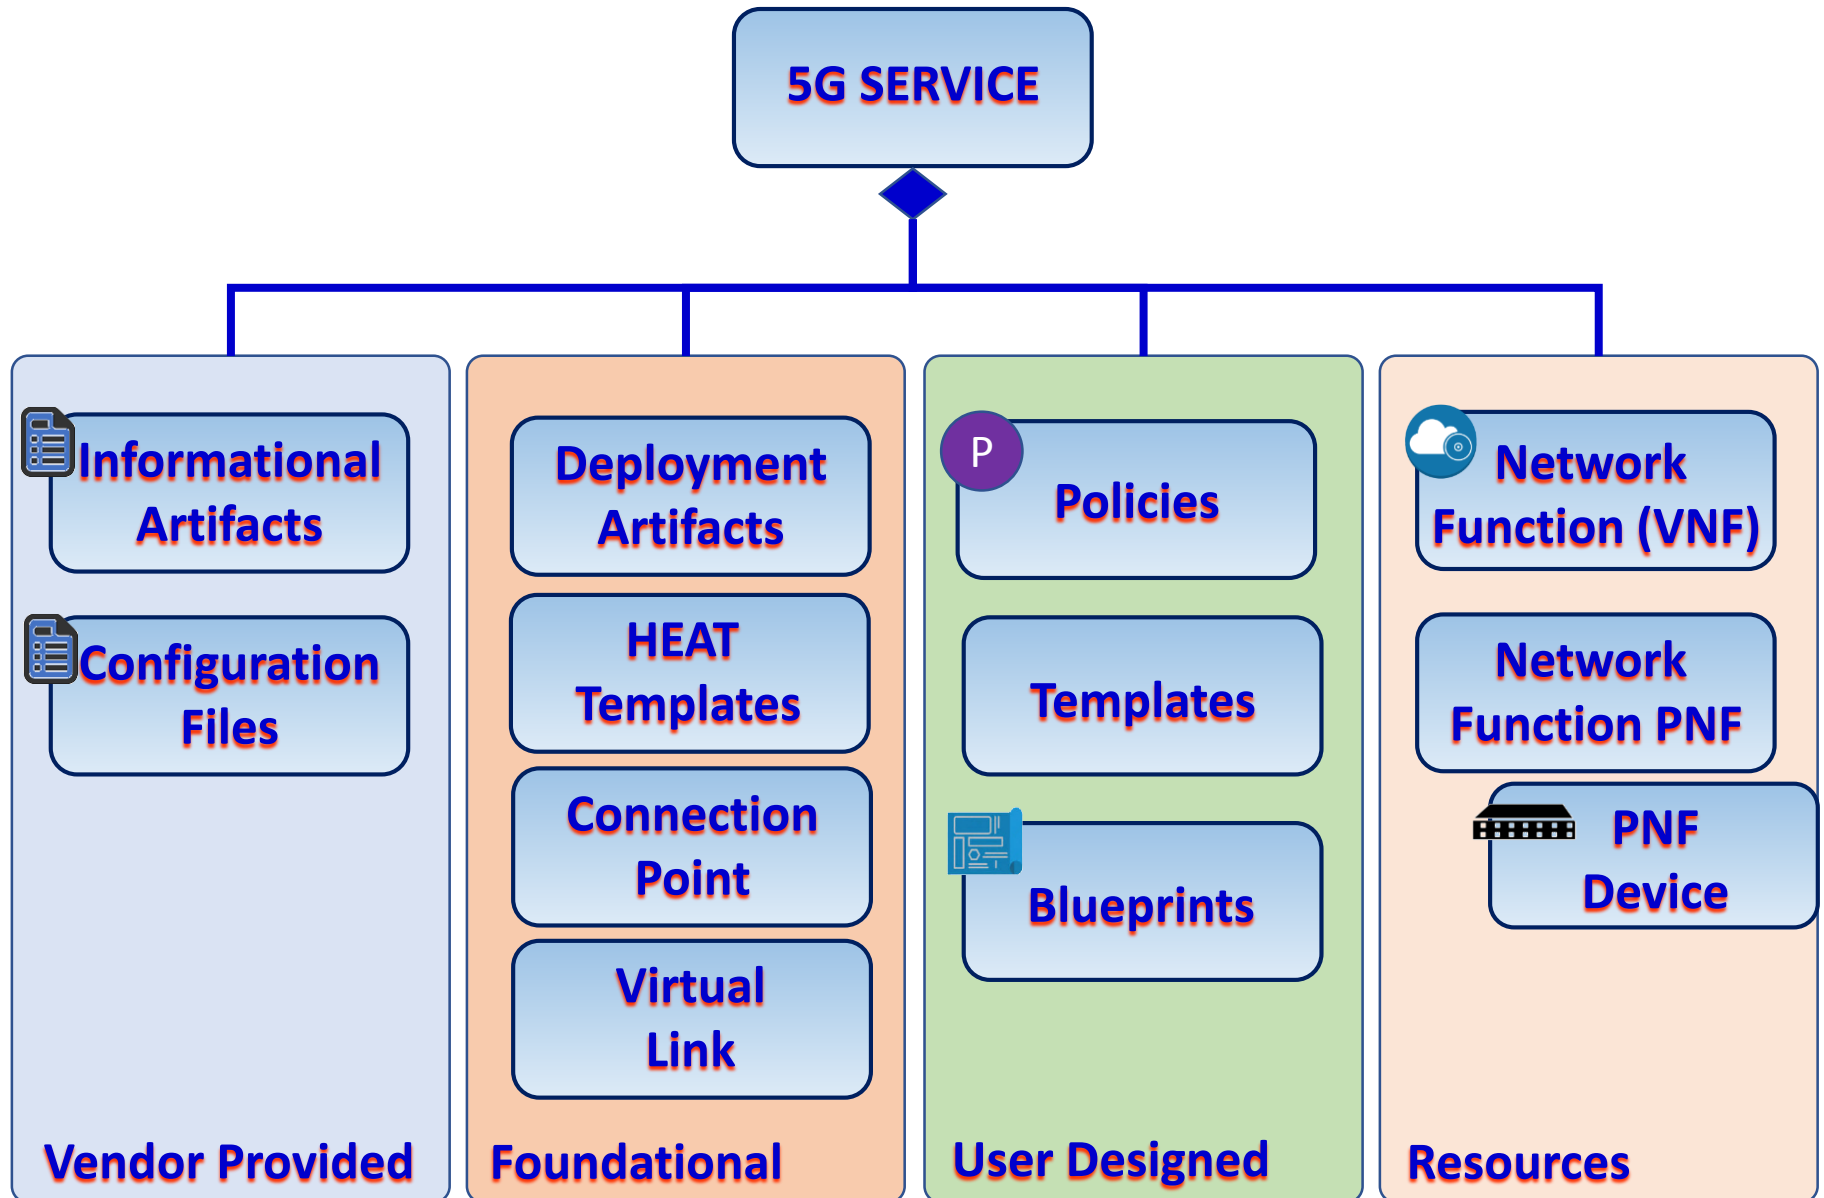 5G SERVICE
Informational
Artifacts
Configuration
Files
Vendor Provided
Deployment
Artifacts
HEAT
Templates
Connection
Point
Virtual
Link
Foundational
P
Policies
Templates
Blueprints
User Designed
Network
Function (VNF)
Network
Function PNF
PNF
Device
Resources